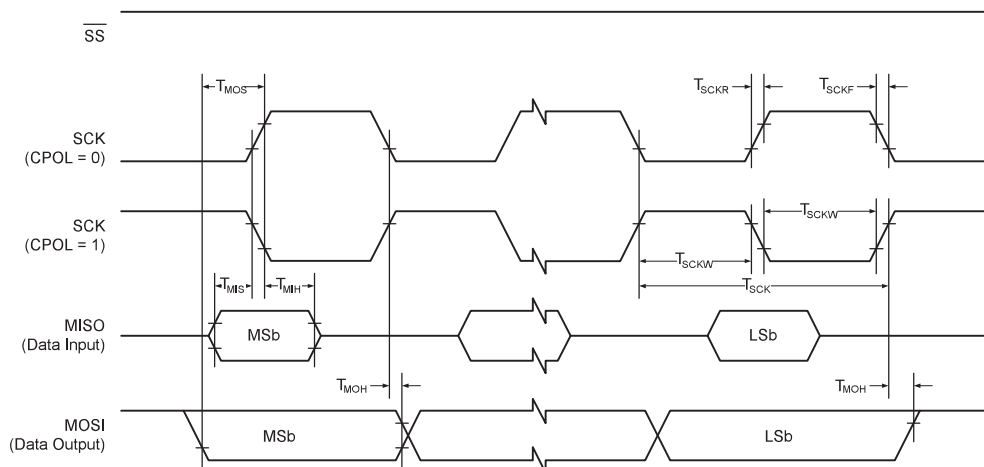 SS
T_MOS
T_SCKR
T_SCKF
SCK
(CPOL = 0)
SCK
(CPOL = 1)
T_SCKW
T_SCKW
T_SCK
T_MIS
T_MIH
MISO
(Data Input)
MSb
LSb
T_MOH
T_MOH
MOSI
(Data Output)
MSb
LSb